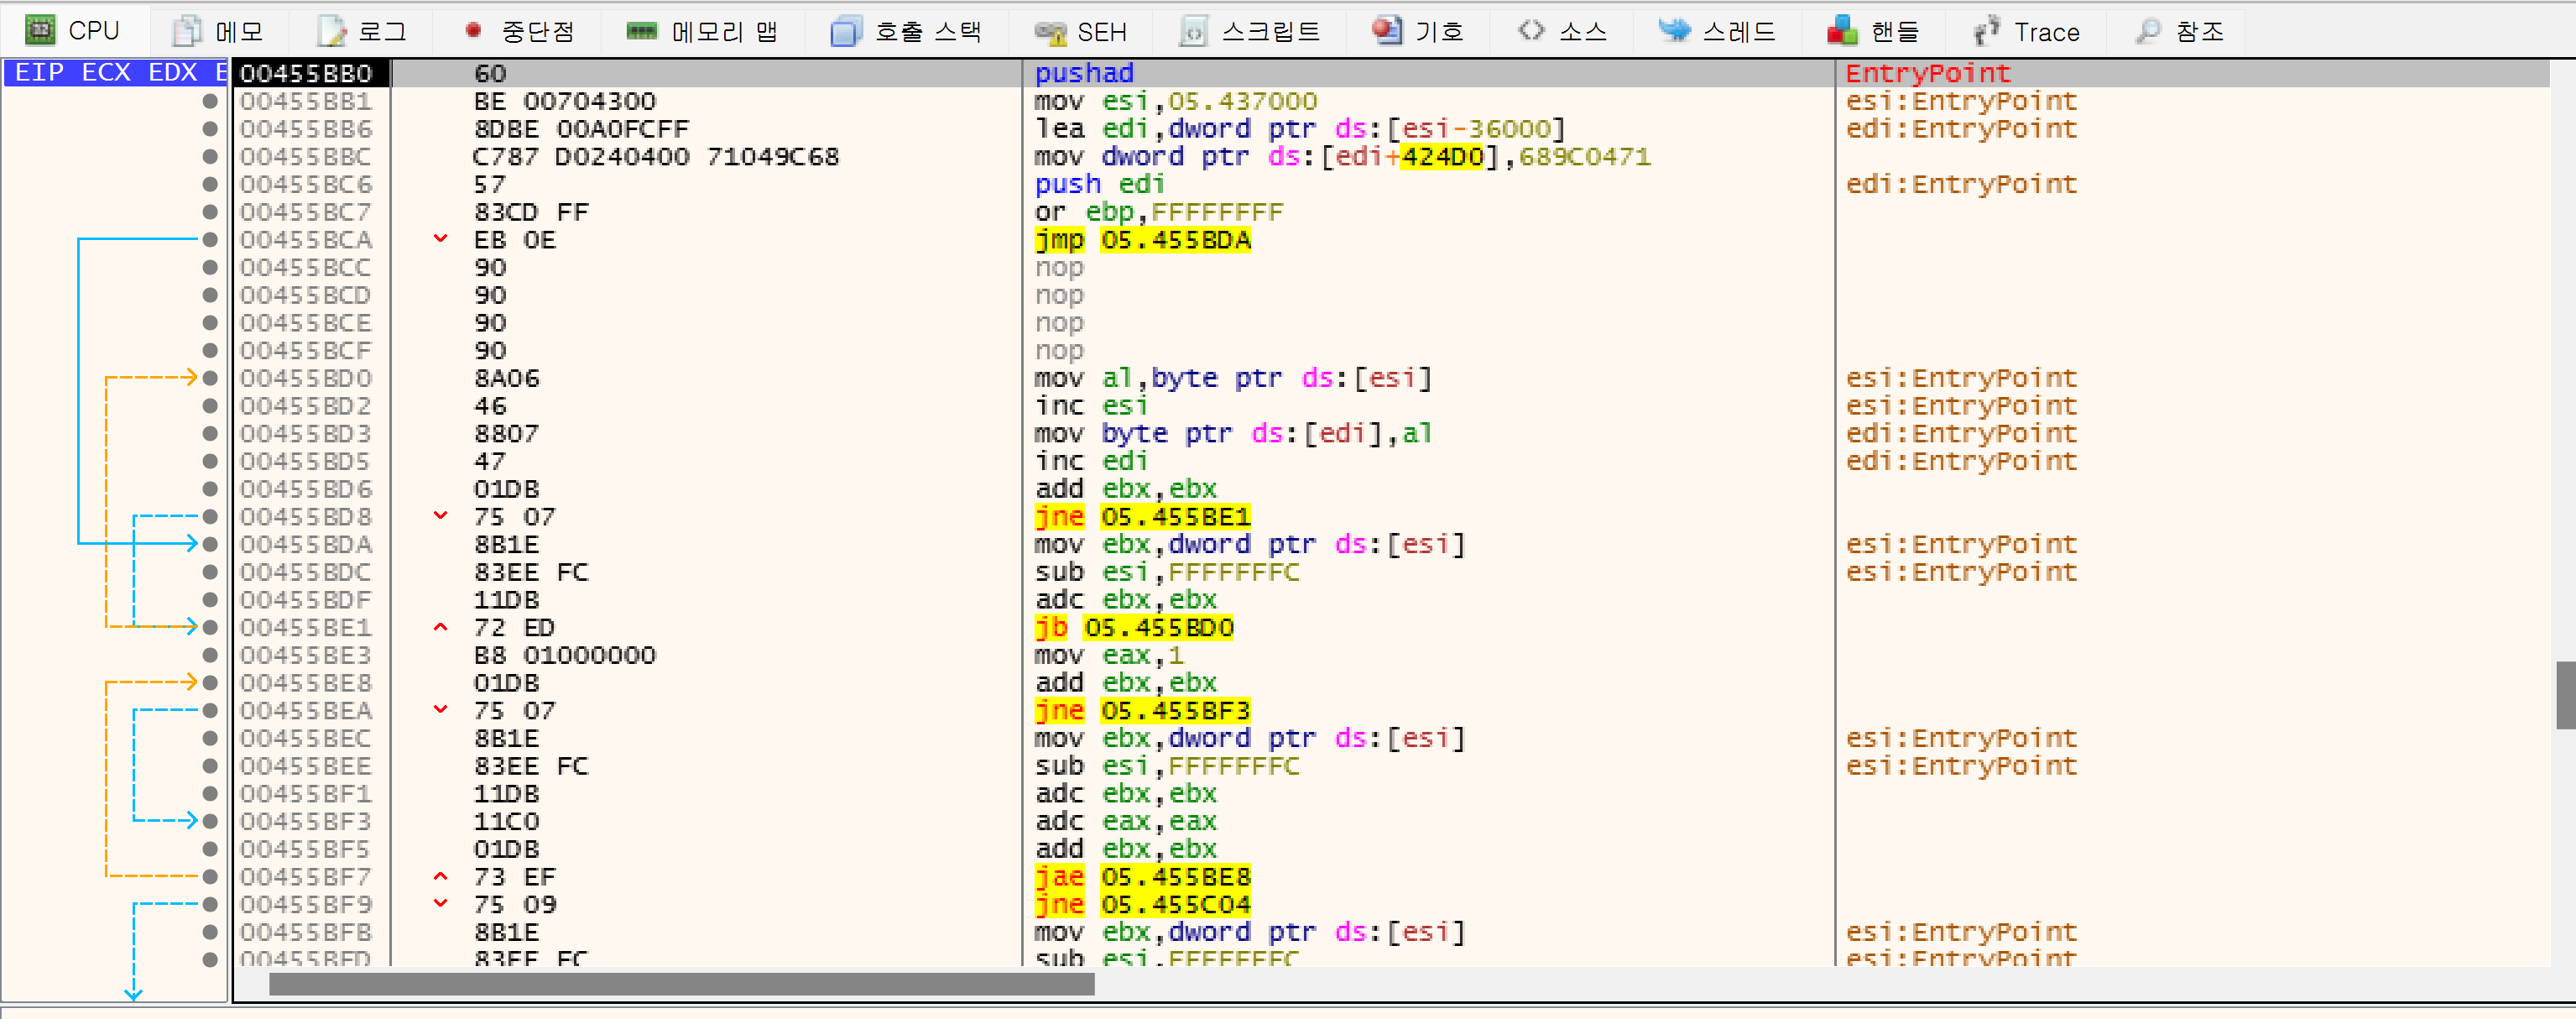 CPU 메모 로그 중단점 메모리 맵 호출 스택 SEH 스크립트 기호 소스 스레드 핸들 Trace 참조
EIP ECX EDX E 00455BB0 60 pushad EntryPoint
00455BB1 BE 00704300 mov esi,05.437000 esi:EntryPoint
00455BB6 8DBE 00A0FCFF lea edi,dword ptr ds:[esi-36000] edi:EntryPoint
00455BBC C787 D0240400 71049C68 mov dword ptr ds:[edi+424D0],689C0471
00455BC6 57 push edi edi:EntryPoint
00455BC7 83CD FF or ebp,FFFFFFFF
00455BCA EB 0E jmp 05.455BDA
00455BCC 90 nop
00455BCD 90 nop
00455BCE 90 nop
00455BCF 90 nop
00455BD0 8A06 mov al,byte ptr ds:[esi] esi:EntryPoint
00455BD2 46 inc esi esi:EntryPoint
00455BD3 8807 mov byte ptr ds:[edi],al edi:EntryPoint
00455BD5 47 inc edi edi:EntryPoint
00455BD6 01DB add ebx,ebx
00455BD8 75 07 jne 05.455BE1
00455BDA 8B1E mov ebx,dword ptr ds:[esi] esi:EntryPoint
00455BDC 83EE FC sub esi,FFFFFFFC esi:EntryPoint
00455BDF 11DB adc ebx,ebx
00455BE1 72 ED jb 05.455BD0
00455BE3 B8 01000000 mov eax,1
00455BE8 01DB add ebx,ebx
00455BEA 75 07 jne 05.455BF3
00455BEC 8B1E mov ebx,dword ptr ds:[esi] esi:EntryPoint
00455BEE 83EE FC sub esi,FFFFFFFC esi:EntryPoint
00455BF1 11DB adc ebx,ebx
00455BF3 11C0 adc eax,eax
00455BF5 01DB add ebx,ebx
00455BF7 73 EF jae 05.455BE8
00455BF9 75 09 jne 05.455C04
00455BFB 8B1E mov ebx,dword ptr ds:[esi] esi:EntryPoint
00455BFD 83EE FC sub esi,FFFFFFFC esi:EntryPoint